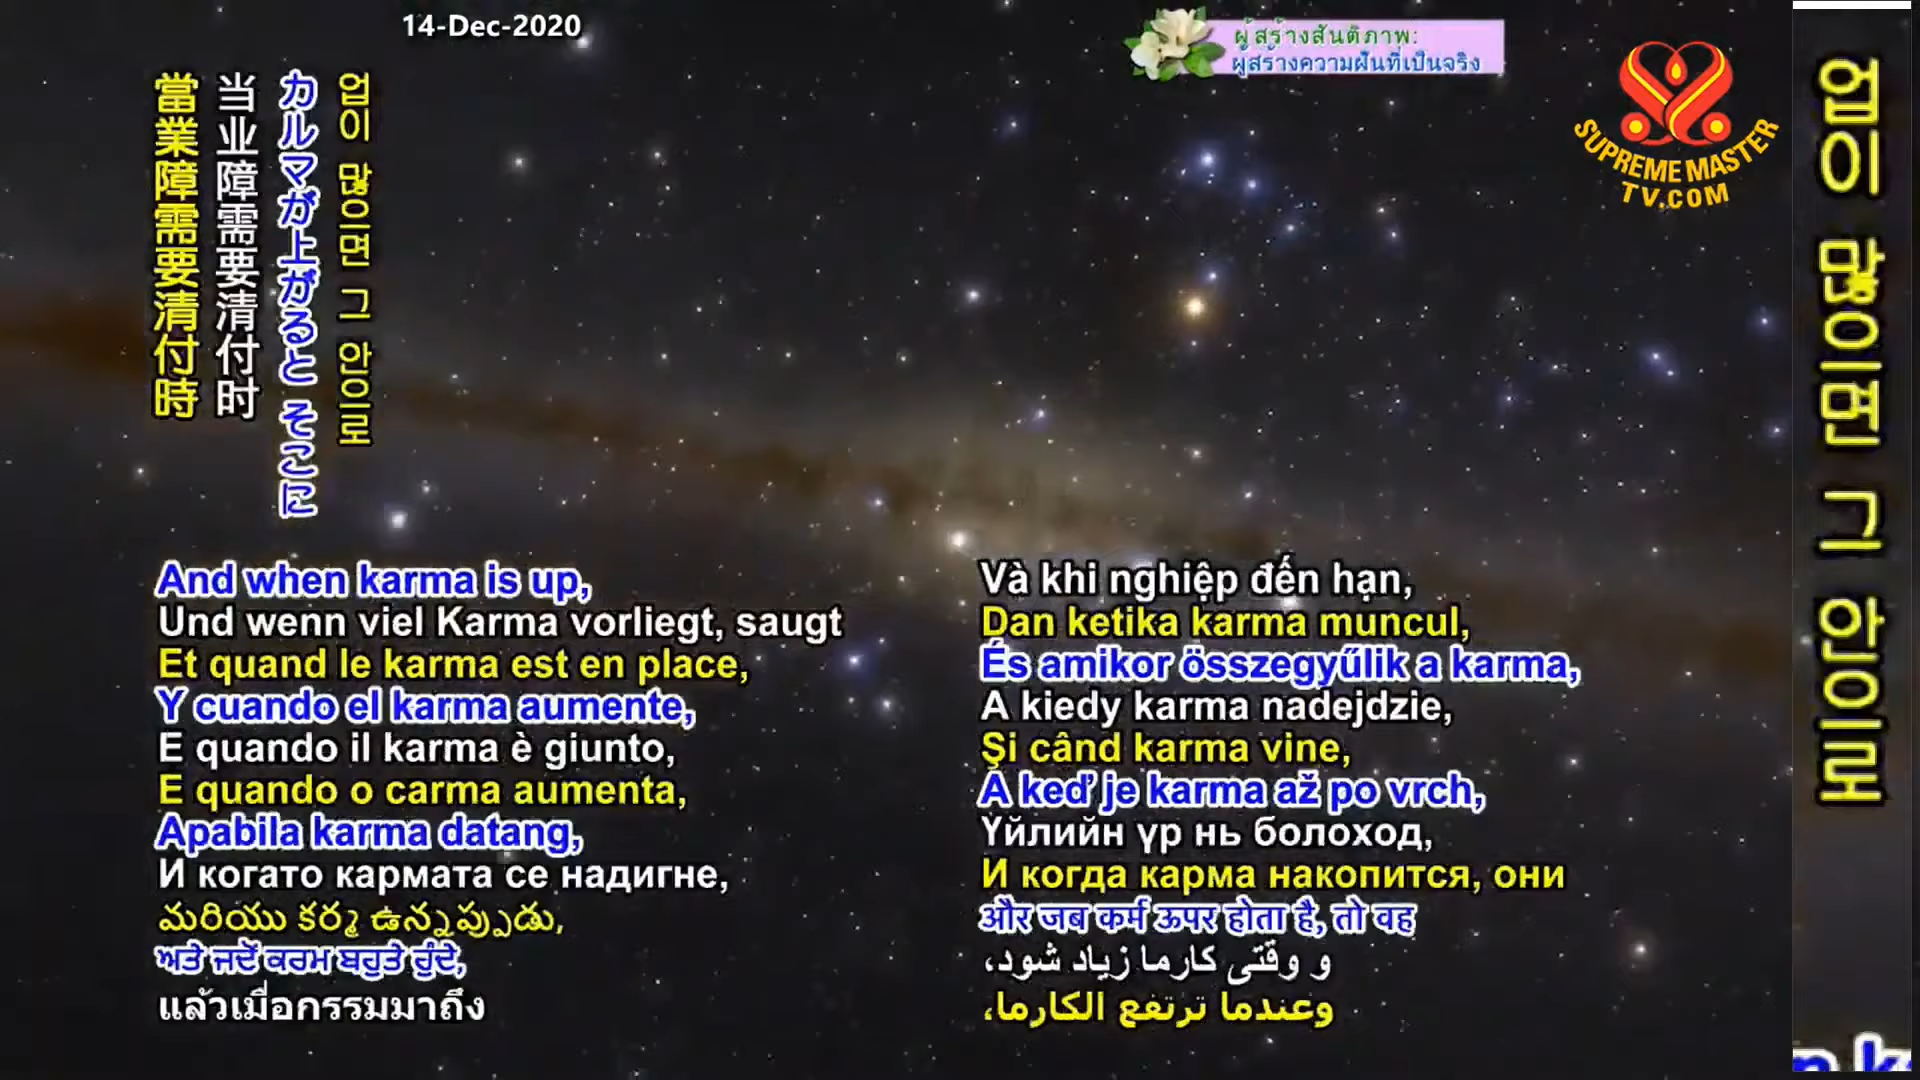 14-Dec-2020
ผู้สร้างสันติภาพ:
ผู้สร้างความฝันที่เป็นจริง
SUPREME MASTER
TV.COM
업이 많으면 그 안으로
カルマが上がると そこに
当业障需要清付时
當業障需要清付時
And when karma is up,
Und wenn viel Karma vorliegt, saugt
Et quand le karma est en place,
Y cuando el karma aumente,
E quando il karma è giunto,
E quando o carma aumenta,
Apabila karma datang,
И когато кармата се надигне,
మరియు కర్మ ఉన్నప్పుడు,
ਅਤੇ ਜਦੋਂ ਕਰਮ ਬਹੁਤੇ ਹੁੰਦੇ,
แล้วเมื่อกรรมมาถึง
Và khi nghiệp đến hạn,
Dan ketika karma muncul,
És amikor összegyűlik a karma,
A kiedy karma nadejdzie,
Și când karma vine,
A keď je karma až po vrch,
Үйлийн үр нь болоход,
И когда карма накопится, они
और जब कर्म ऊपर होता है, तो वह
و وقتی کارما زیاد شود،
وعندما ترتفع الكارما،
업이 많으면 그 안으로